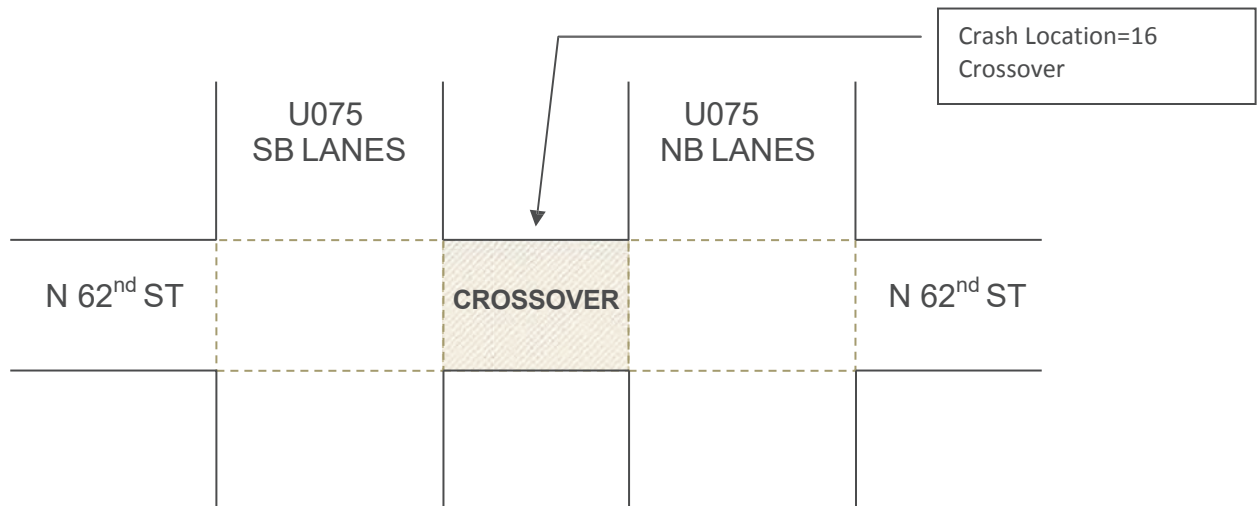 Crash Location=16
Crossover
U075
SB LANES
U075
NB LANES
N 62nd ST
CROSSOVER
N 62nd ST